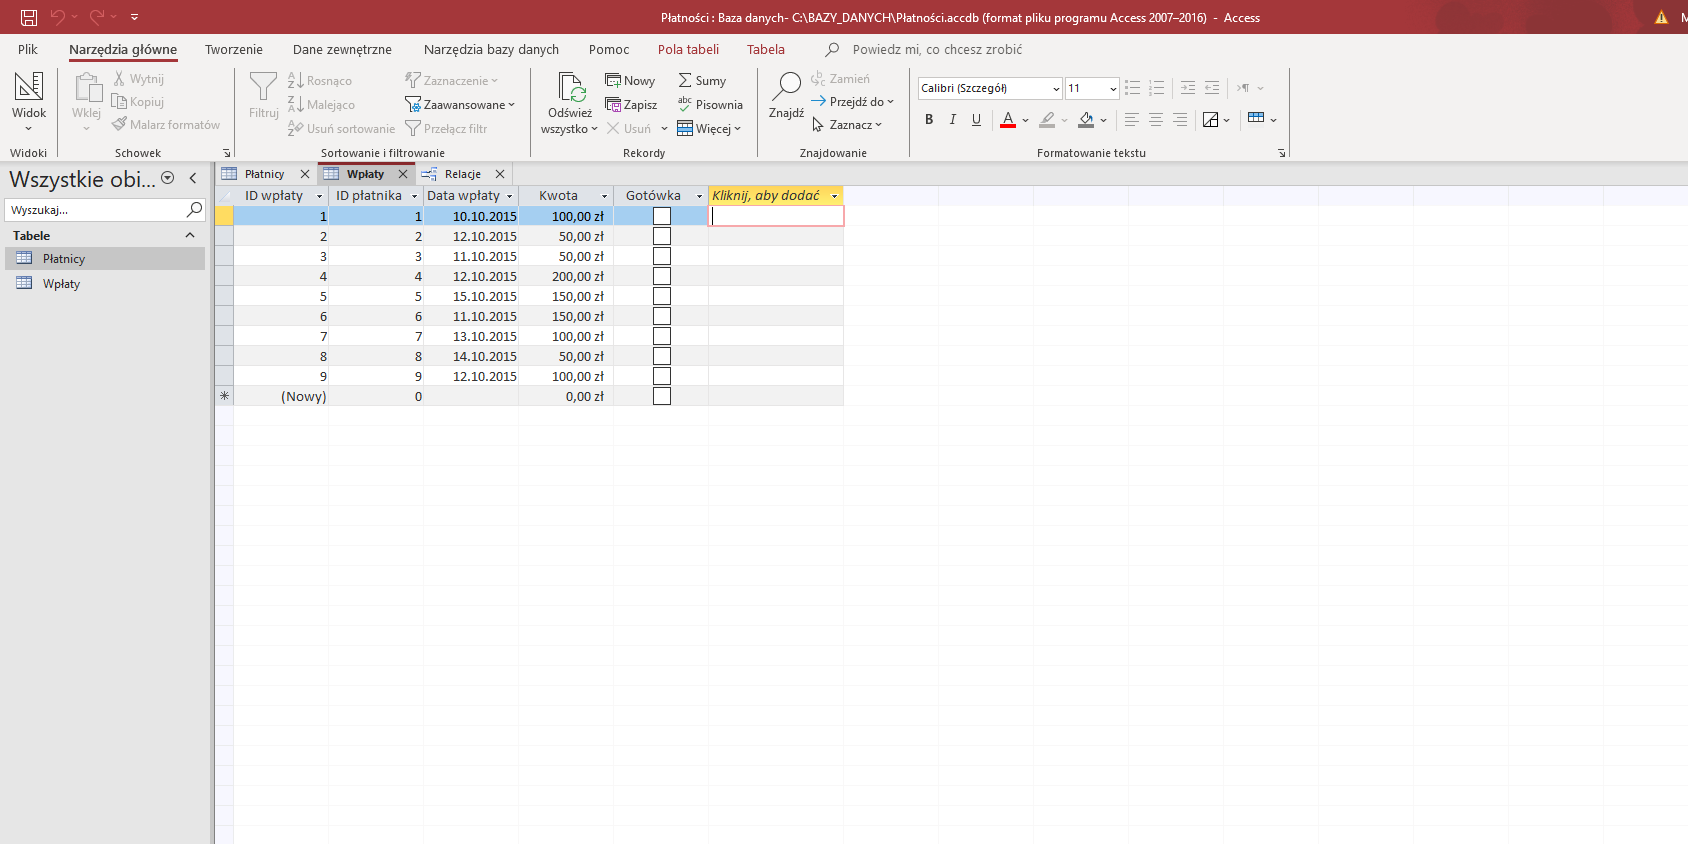 Płatności : Baza danych- C:\BAZY_DANYCH\Płatności.accdb (format pliku programu Access 2007–2016) - Access
Plik Narzędzia główne Tworzenie Dane zewnętrzne Narzędzia bazy danych Pomoc Pola tabeli Tabela Powiedz mi, co chcesz zrobić
Widok
Widoki
Wklej
Wytnij
Kopiuj
Malarz formatów
Schowek
Filtruj
Rosnąco
Malejąco
Usuń sortowanie
Zaznaczenie
Zaawansowane
Przełącz filtr
Sortowanie i filtrowanie
Odśwież
wszystko
Nowy
Zapisz
Usuń
Sumy
Pisownia
Więcej
Rekordy
Znajdź
Zamień
Przejdź do
Zaznacz
Znajdowanie
Calibri (Szczegół) 11
B I U A
Formatowanie tekstu
Wszystkie obi...
Wyszukaj...
Tabele
Płatnicy
Wpłaty
Płatnicy Wpłaty Relacje
ID wpłaty ID płatnika Data wpłaty Kwota Gotówka Kliknij, aby dodać
1 1 10.10.2015 100,00 zł
2 2 12.10.2015 50,00 zł
3 3 11.10.2015 50,00 zł
4 4 12.10.2015 200,00 zł
5 5 15.10.2015 150,00 zł
6 6 11.10.2015 150,00 zł
7 7 13.10.2015 100,00 zł
8 8 14.10.2015 50,00 zł
9 9 12.10.2015 100,00 zł
(Nowy) 0 0,00 zł